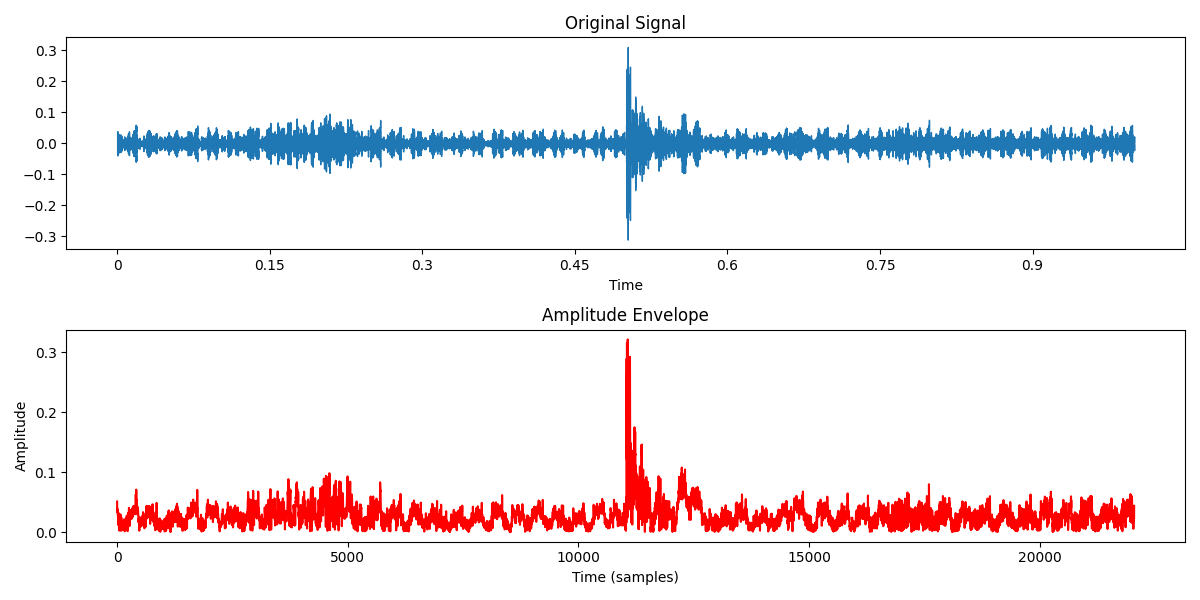 Original Signal
0.3
0.2
0.1
0.0
−0.1
−0.2
−0.3
0 0.15 0.3 0.45 0.6 0.75 0.9
Time
Amplitude Envelope
Amplitude
0.3
0.2
0.1
0.0
0 5000 10000 15000 20000
Time (samples)